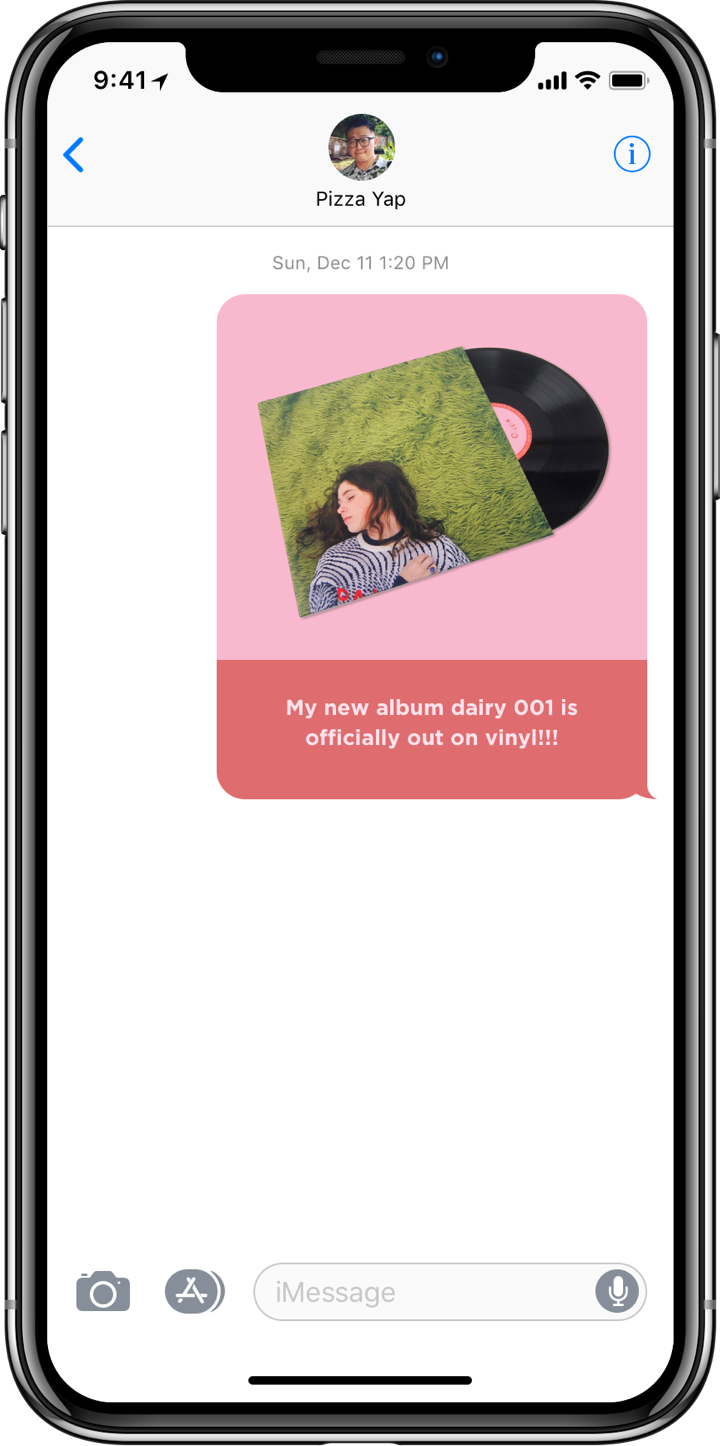 9:41
Pizza Yap
Sun, Dec 11 1:20 PM
My new album dairy 001 is
officially out on vinyl!!!
iMessage